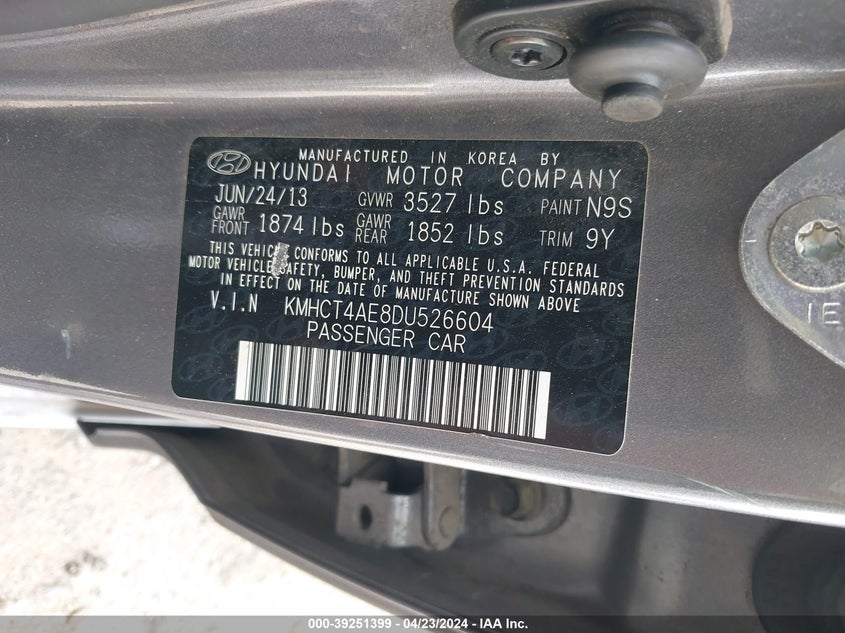 MANUFACTURED IN KOREA BY
HYUNDAI MOTOR COMPANY
JUN/24/13 GVWR 3527 lbs PAINT N9S
GAWR FRONT 1874 lbs GAWR REAR 1852 lbs TRIM 9Y
THIS VEHICLE CONFORMS TO ALL APPLICABLE U.S.A. FEDERAL
MOTOR VEHICLE SAFETY, BUMPER, AND THEFT PREVENTION STANDARDS
IN EFFECT ON THE DATE OF MANUFACTURE SHOWN ABOVE
V.I.N KMHCT4AE8DU526604
PASSENGER CAR
IE
000-39251399 - 04/23/2024 - IAA Inc.